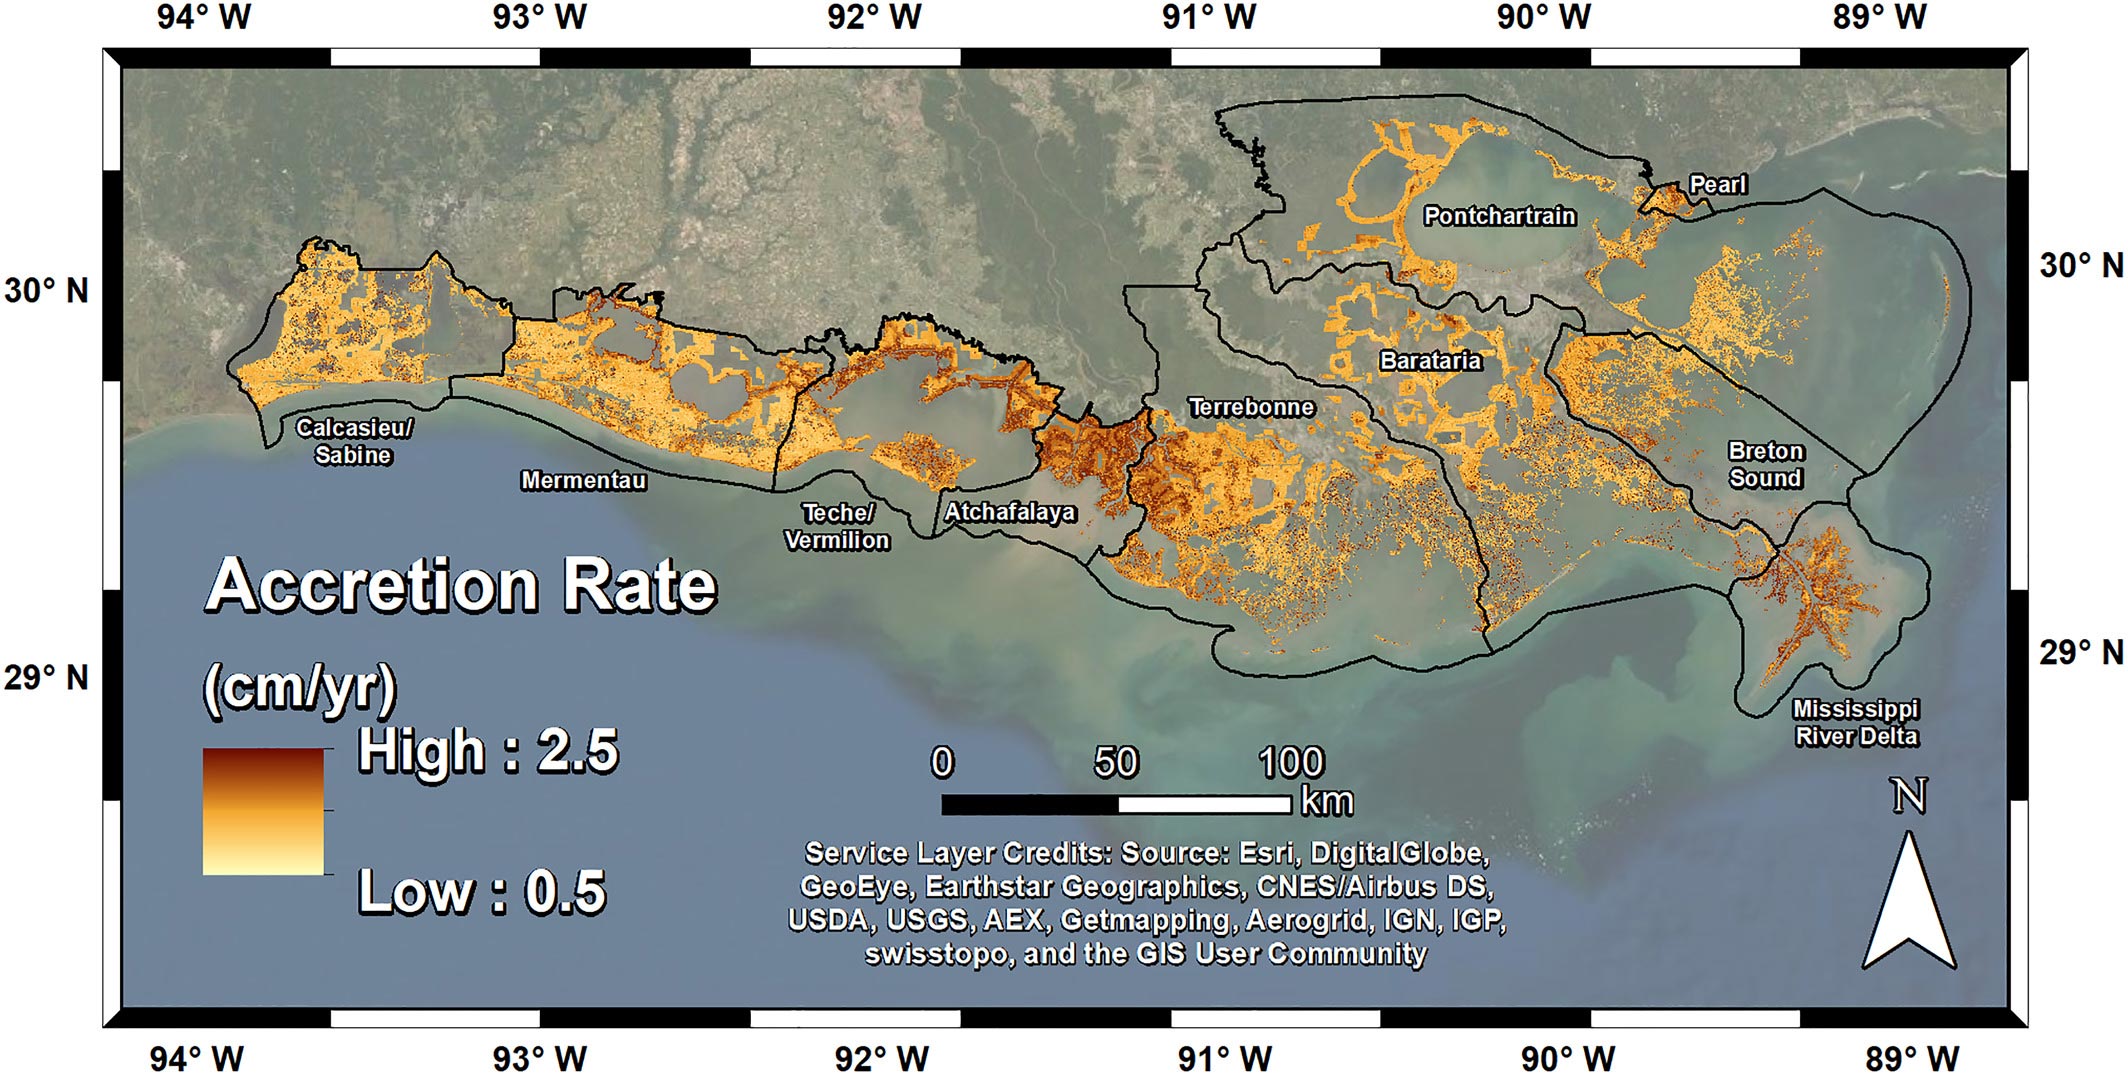 94° W 93° W 92° W 91° W 90° W 89° W
Pearl
Pontchartrain
30° N
30° N
Barataria
Terrebonne
Calcasieu/
Sabine
Breton
Sound
Mermentau
Teche/
Vermilion
Atchafalaya
Accretion Rate
(cm/yr)
29° N
29° N
High : 2.5
Low : 0.5
Mississippi
River Delta
0 50 100
km
N
Service Layer Credits: Source: Esri, DigitalGlobe,
GeoEye, Earthstar Geographics, CNES/Airbus DS,
USDA, USGS, AEX, Getmapping, Aerogrid, IGN, IGP,
swisstopo, and the GIS User Community
94° W 93° W 92° W 91° W 90° W 89° W